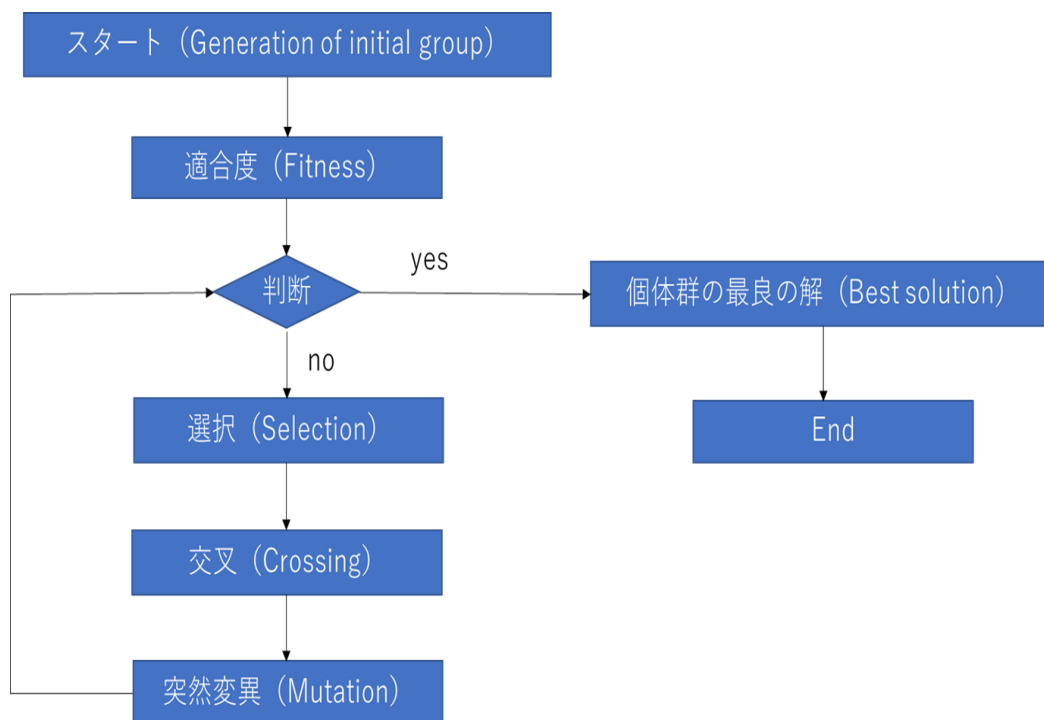 スタート（Generation of initial group）
適合度（Fitness）
判断
yes
個体群の最良の解（Best solution）
no
選択（Selection）
End
交叉（Crossing）
突然変異（Mutation）